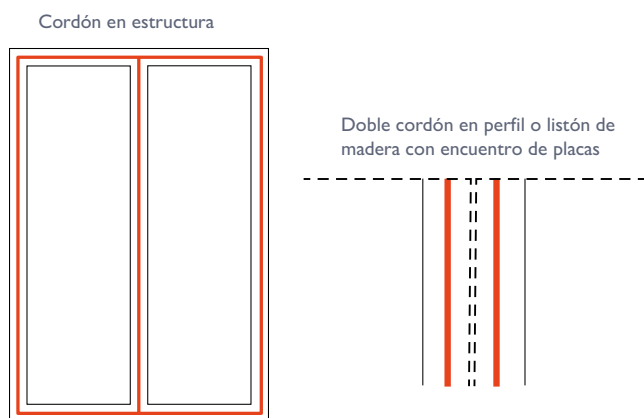 Cordón en estructura
Doble cordón en perfil o listón de
madera con encuentro de placas